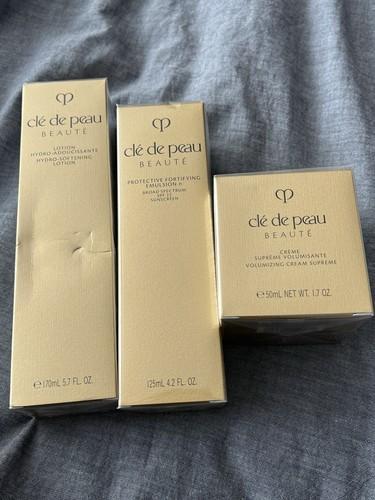 clé de peau
BEAUTÉ
LOTION
HYDRO-ADOUCISSANTE
HYDRO-SOFTENING
LOTION
℮170mL 5.7 FL. OZ.
clé de peau
BEAUTÉ
PROTECTIVE FORTIFYING
EMULSION n
BROAD SPECTRUM
SPF 22
SUNSCREEN
125mL 4.2 FL. OZ.
clé de peau
BEAUTÉ
CRÈME
SUPRÊME VOLUMISANTE
VOLUMIZING CREAM SUPREME
℮50mL NET WT. 1.7 OZ.